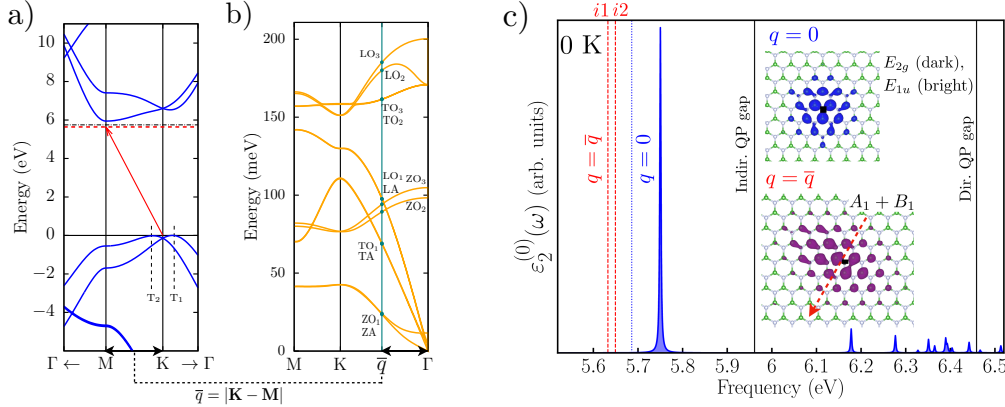 a)
10
8
6
4
2
0
−2
−4
Energy (eV)
T₂
T₁
Γ ←
M
K
→ Γ
q̅ = |K − M|
b)
200
150
100
50
0
Energy (meV)
LO₃
LO₂
TO₃
TO₂
LO₁
LA
ZO₃
ZO₂
TO₁
TA
ZO₁
ZA
M
K
q̅
Γ
c)
i1 i2
0 K
q = q̅
q = 0
Indir. QP gap
Dir. QP gap
q = 0
E₂g (dark),
E₁u (bright)
q = q̅
A₁ + B₁
ε₂⁽⁰⁾(ω) (arb. units)
5.6
5.7
5.8
5.9
6
6.1
6.2
6.3
6.4
6.5
Frequency (eV)